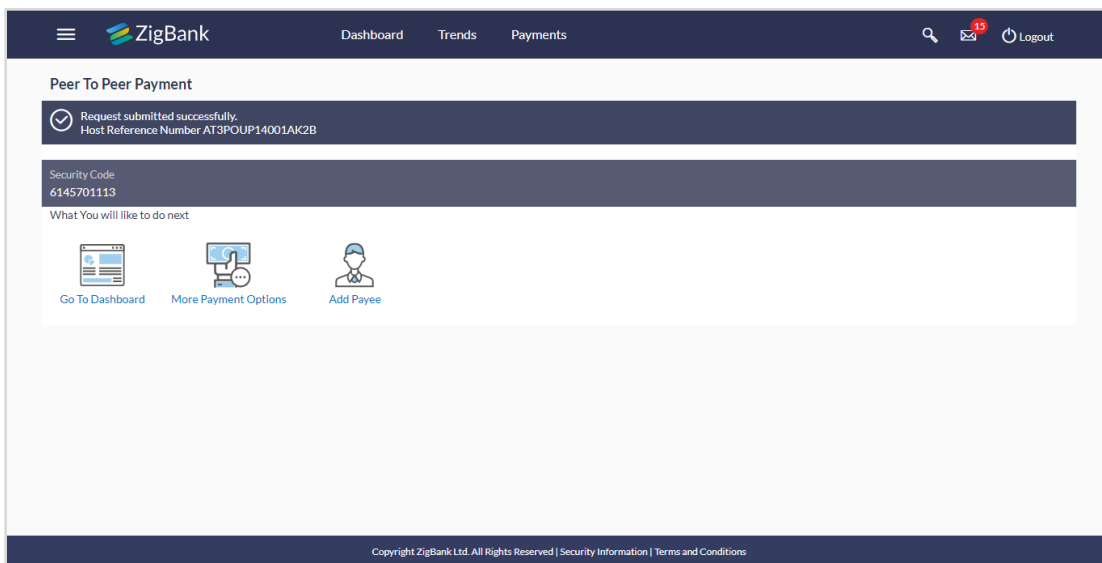 ZigBank Dashboard Trends Payments 15 Logout
Peer To Peer Payment
Request submitted successfully.
Host Reference Number AT3POUP14001AK2B
Security Code
6145701113
What You will like to do next
Go To Dashboard More Payment Options Add Payee
Copyright ZigBank Ltd. All Rights Reserved | Security Information | Terms and Conditions